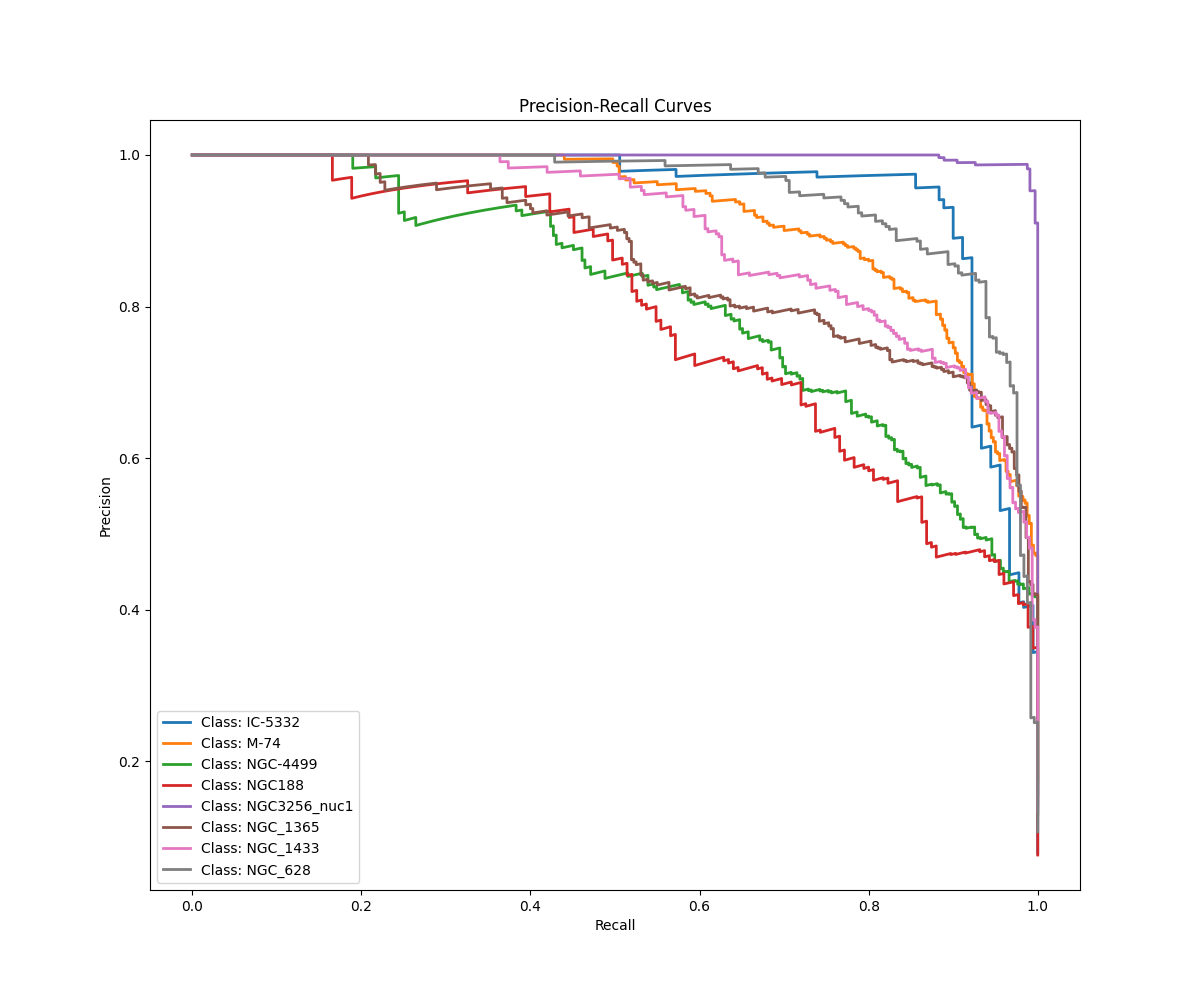 Precision-Recall Curves
Precision
1.0
0.8
0.6
0.4
0.2
Class: IC-5332
Class: M-74
Class: NGC-4499
Class: NGC188
Class: NGC3256_nuc1
Class: NGC_1365
Class: NGC_1433
Class: NGC_628
0.0 0.2 0.4 0.6 0.8 1.0
Recall